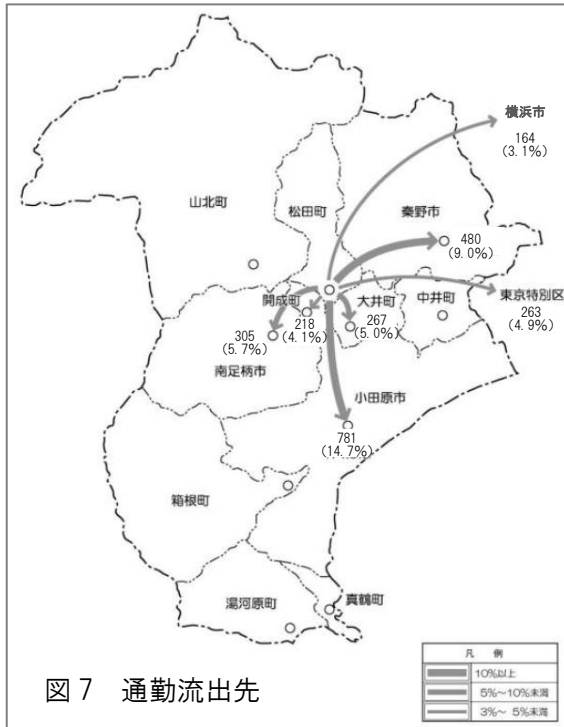 横浜市
164
(3.1%)
山北町
松田町
秦野市
480
(9.0%)
開成町
大井町
中井町
東京特別区
263
(4.9%)
218
(4.1%)
267
(5.0%)
305
(5.7%)
南足柄市
小田原市
781
(14.7%)
箱根町
湯河原町
真鶴町
図7 通勤流出先
凡 例
10%以上
5%~10%未満
3%~ 5%未満